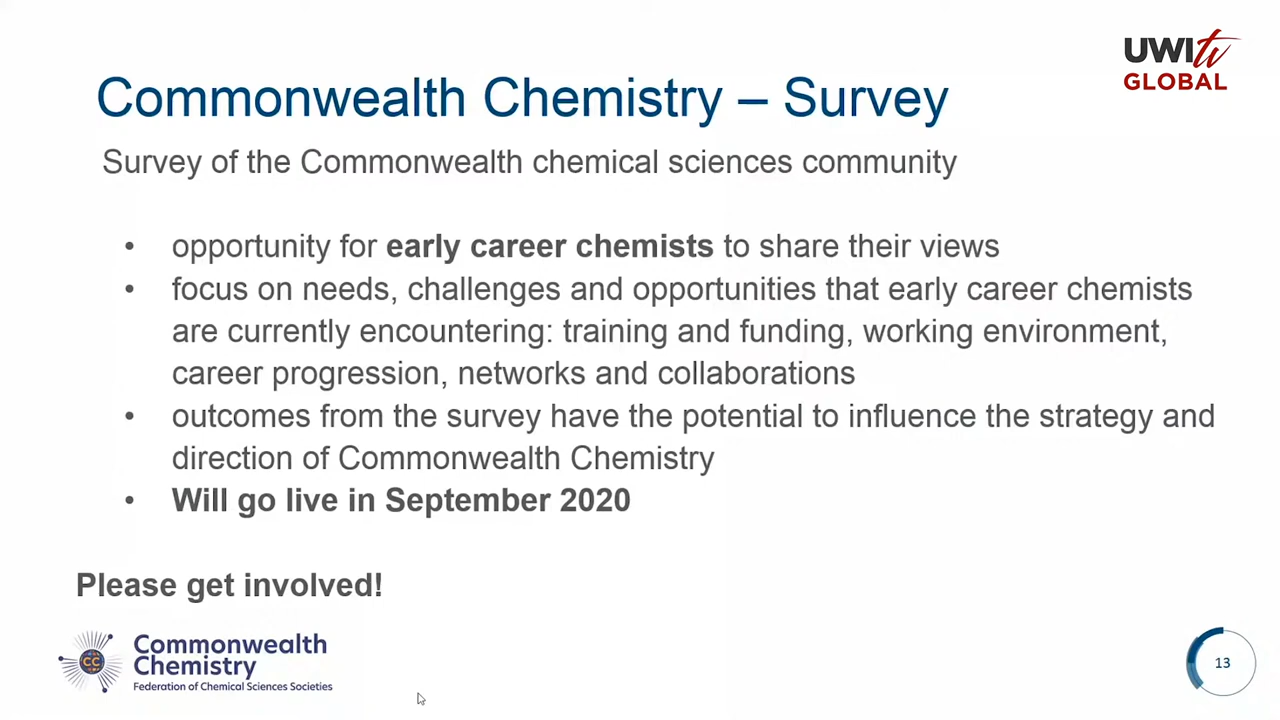 UWI tv
GLOBAL
Commonwealth Chemistry – Survey
Survey of the Commonwealth chemical sciences community
• opportunity for early career chemists to share their views
• focus on needs, challenges and opportunities that early career chemists
are currently encountering: training and funding, working environment,
career progression, networks and collaborations
• outcomes from the survey have the potential to influence the strategy and
direction of Commonwealth Chemistry
• Will go live in September 2020
Please get involved!
CC
Commonwealth
Chemistry
Federation of Chemical Sciences Societies
13